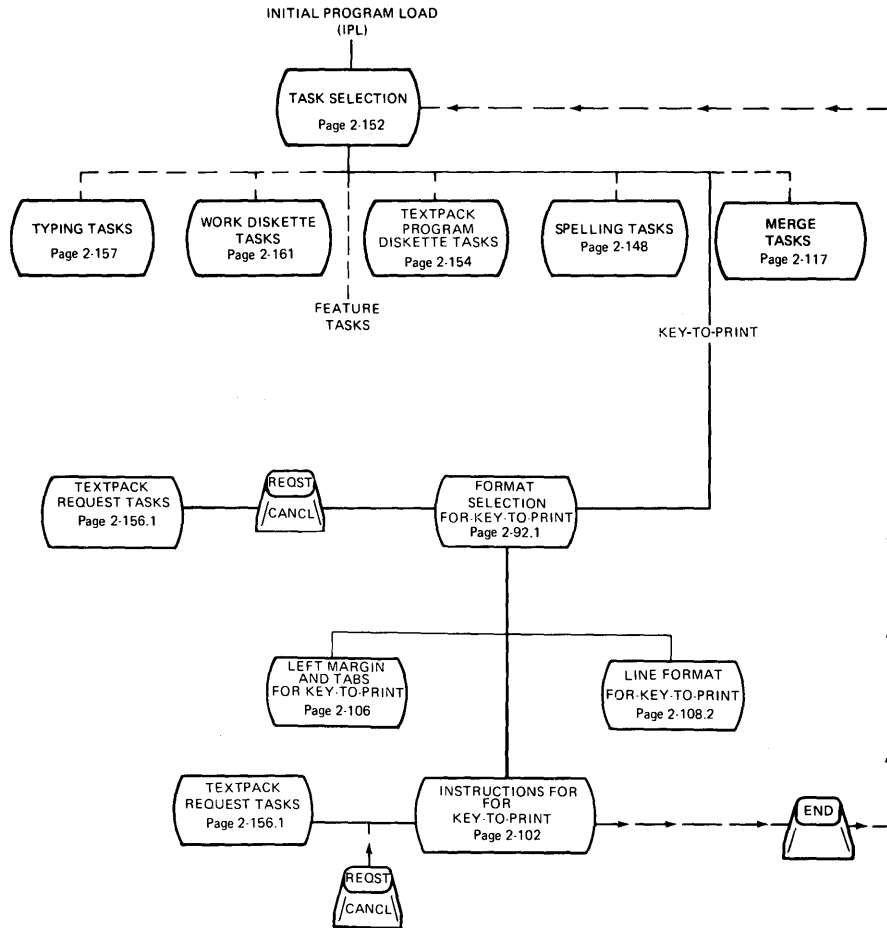 INITIAL PROGRAM LOAD
(IPL)
TASK SELECTION
Page 2-152
TYPING TASKS
Page 2-157
WORK DISKETTE
TASKS
Page 2-161
TEXTPACK
PROGRAM
DISKETTE TASKS
Page 2-154
SPELLING TASKS
Page 2-148
MERGE
TASKS
Page 2-117
FEATURE
TASKS
KEY-TO-PRINT
TEXTPACK
REQUEST TASKS
Page 2-156.1
REQST
CANCL
FORMAT
SELECTION
FOR-KEY-TO-PRINT
Page 2-92.1
LEFT MARGIN
AND TABS
FOR KEY-TO-PRINT
Page 2-106
LINE FORMAT
FOR-KEY-TO-PRINT
Page 2-108.2
TEXTPACK
REQUEST TASKS
Page 2-156.1
INSTRUCTIONS FOR
FOR
KEY-TO-PRINT
Page 2-102
END
REQST
CANCL